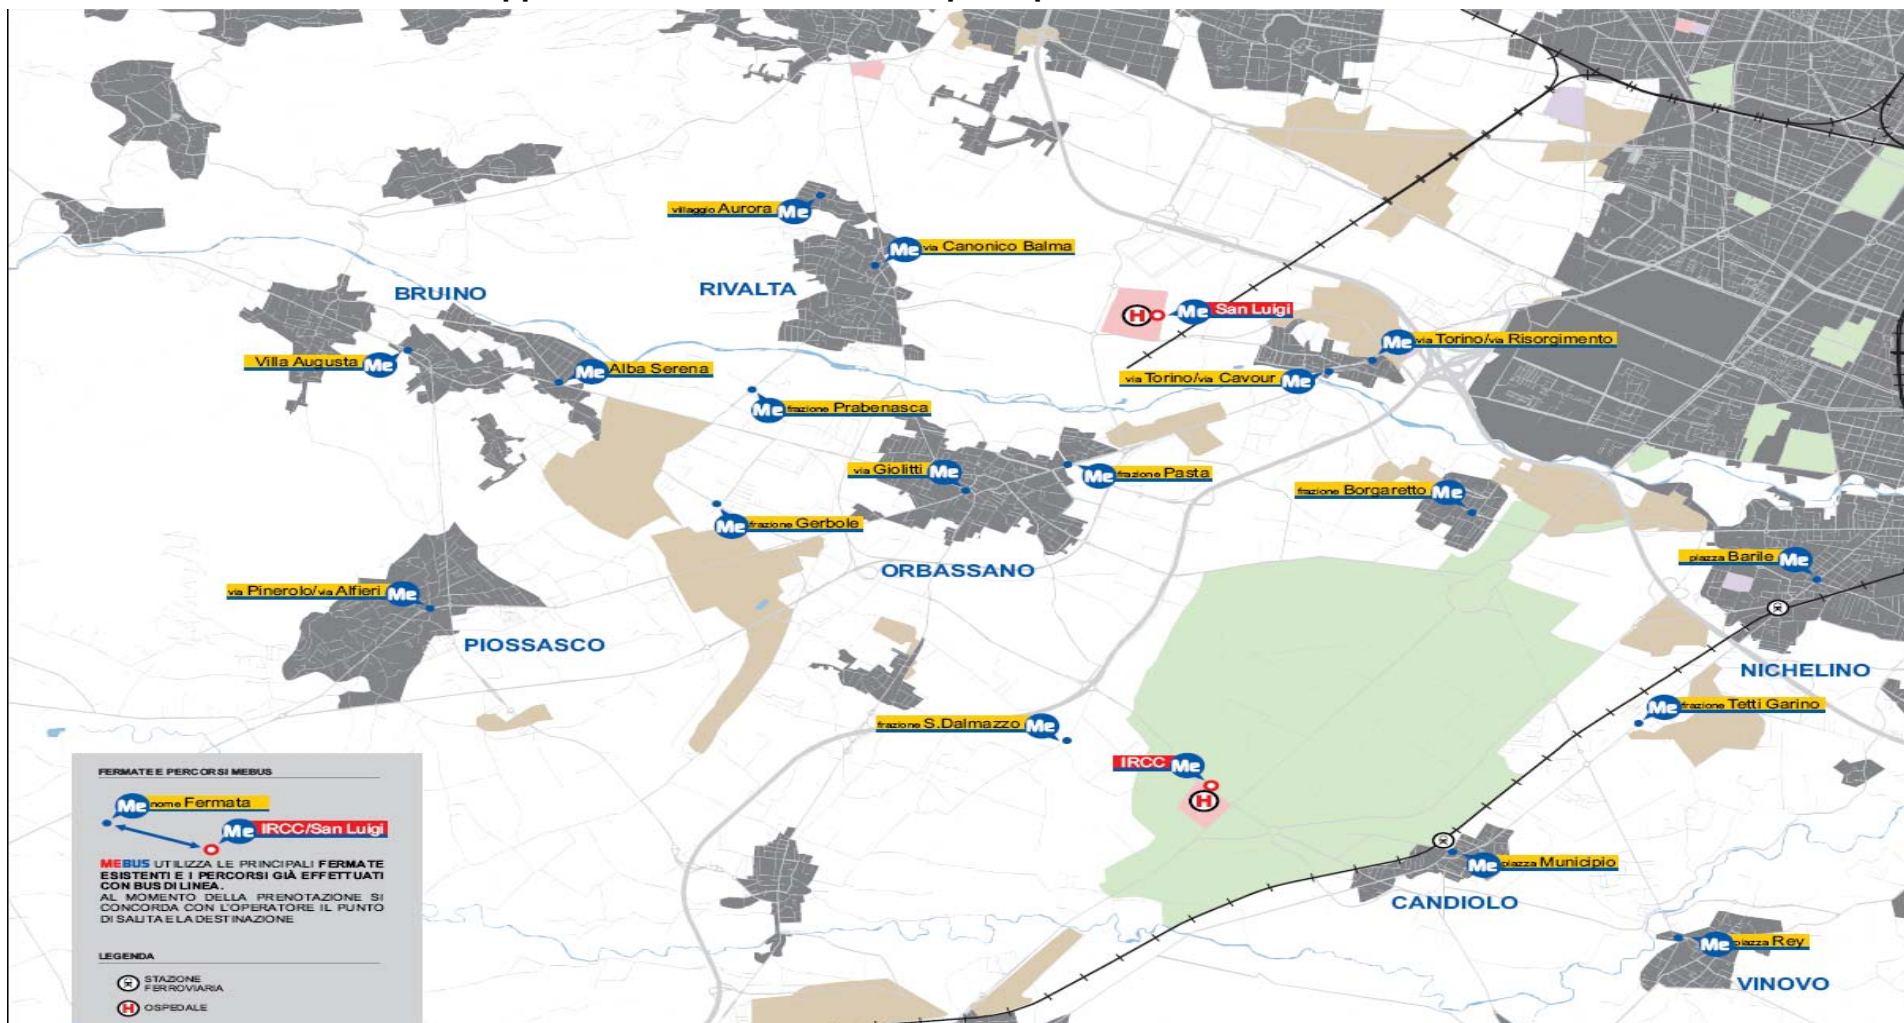 villaggio Aurora Me
Me via Canonico Balma
RIVALTA
BRUINO
H Me San Luigi
Me via Torino/via Risorgimento
Villa Augusta Me
Me Alba Serena
via Torino/via Cavour Me
Me frazione Prabenasca
via Giolitti Me
Me frazione Pasta
frazione Borgaretto Me
Me frazione Gerbole
piazza Barile Me
ORBASSANO
via Pinerolo/via Alfieri Me
PIOSSASCO
NICHELINO
Me frazione Tetti Garino
frazione S.Dalmazzo Me
IRCC Me
H
Me piazza Municipio
CANDIOLO
Me piazza Rey
VINOVO
FERMATE E PERCORSI MEBUS
Me nome Fermata
Me IRCC/San Luigi
MEBUS UTILIZZA LE PRINCIPALI FERMATE
ESISTENTI E I PERCORSI GIÀ EFFETTUATI
CON BUS DI LINEA.
AL MOMENTO DELLA PRENOTAZIONE SI
CONCORDA CON L'OPERATORE IL PUNTO
DI SALITA E LA DESTINAZIONE
LEGENDA
STAZIONE
FERROVIARIA
H OSPEDALE